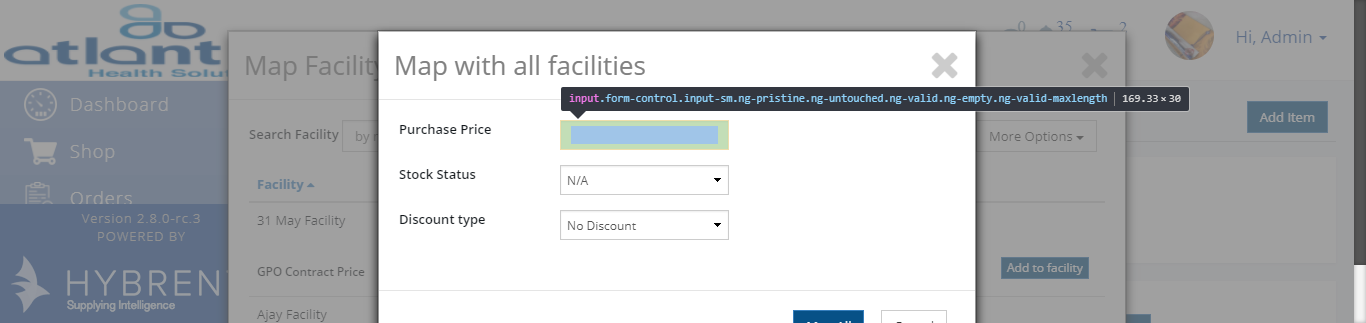 atlant
Health Solu
Dashboard
Shop
Orders
Version 2.8.0-rc.3
POWERED BY
HYBREN
Supplying Intelligence
Map Facility
Search Facility
by
Facility
31 May Facility
GPO Contract Price
Ajay Facility
Map with all facilities
input.form-control.input-sm.ng-pristine.ng-untouched.ng-valid.ng-empty.ng-valid-maxlength 169.33×30
Purchase Price
Stock Status
N/A
Discount type
No Discount
0 35 2
Hi, Admin
Add Item
More Options
Add to facility